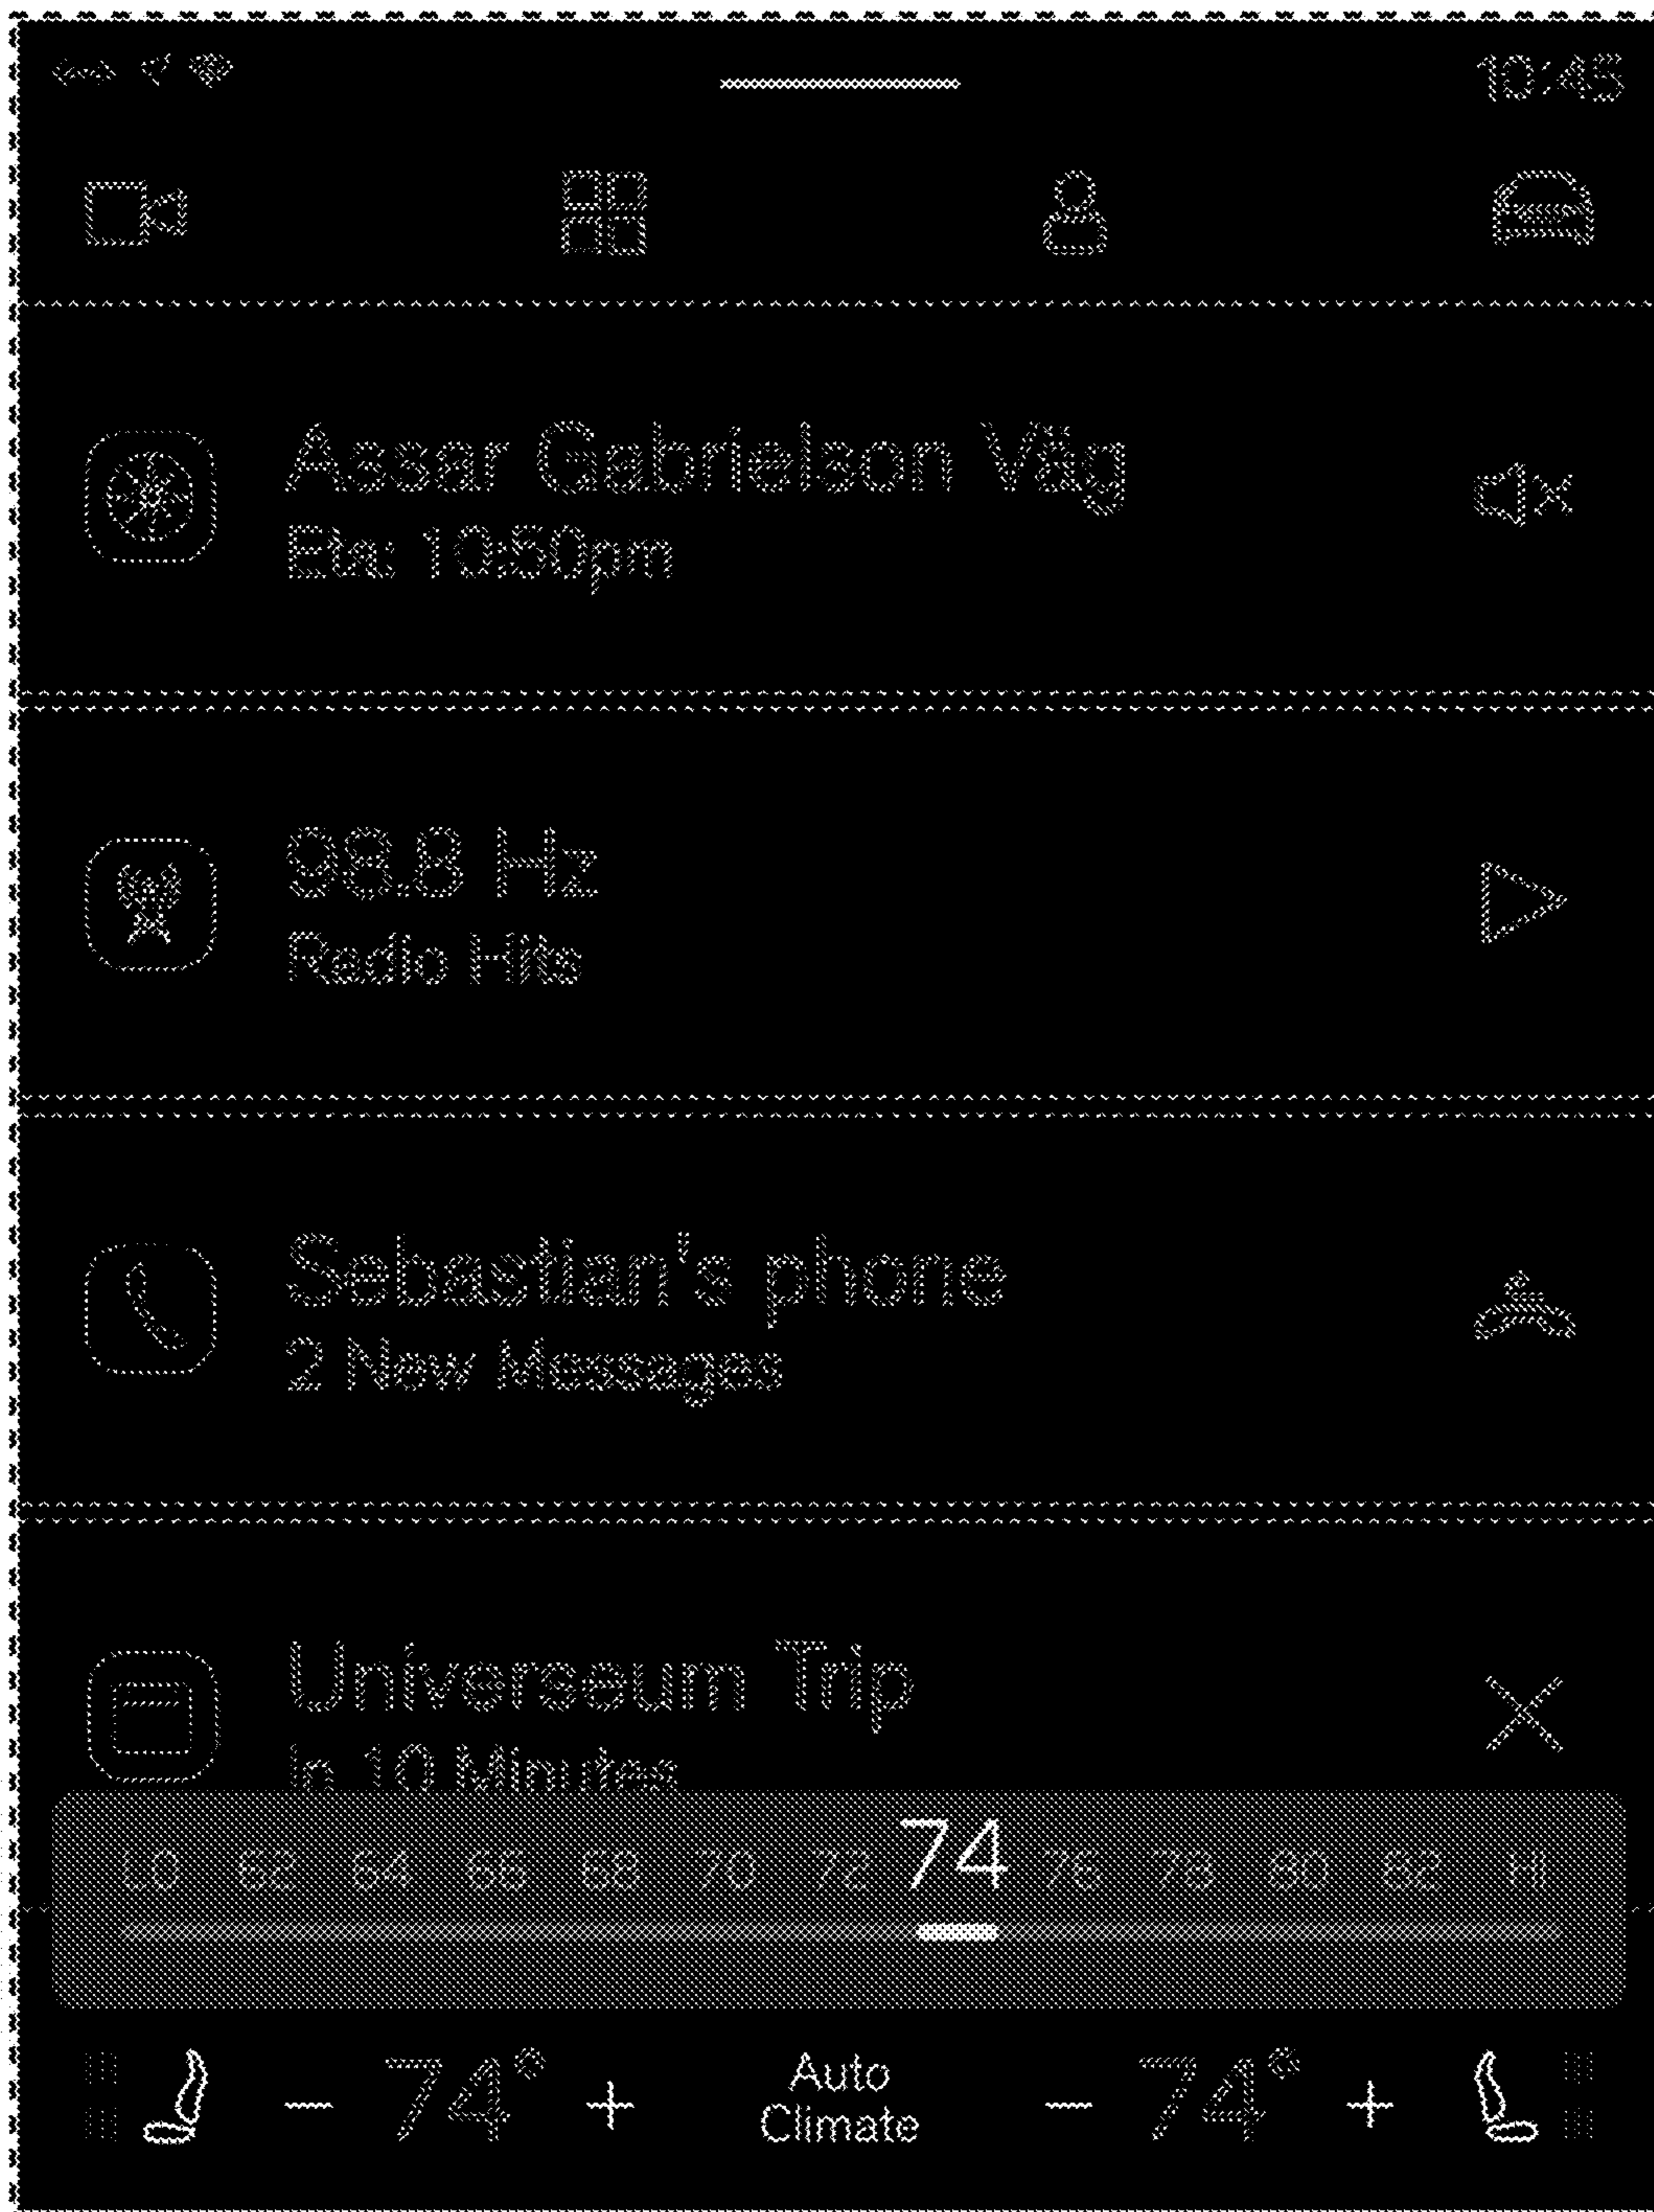 10:45
Assar Gabrielson Väg
Eta: 10:50pm
98.8 Hz
Radio Hits
Sebastian's phone
2 New Messages
Universeum Trip
in 10 Minutes
LO 62 64 66 68 70 72 74 76 78 80 82 HI
− 74° + Auto Climate − 74° +